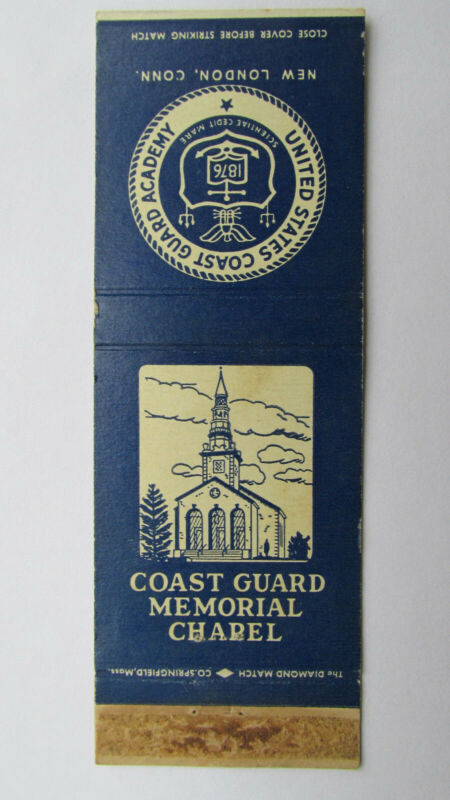 CLOSE COVER BEFORE STRIKING MATCH
NEW LONDON, CONN.
UNITED STATES COAST GUARD ACADEMY
SCIENTIAE CEDIT MARE
1876
COAST GUARD
MEMORIAL
CHAPEL
The DIAMOND MATCH CO. SPRINGFIELD, Mass.